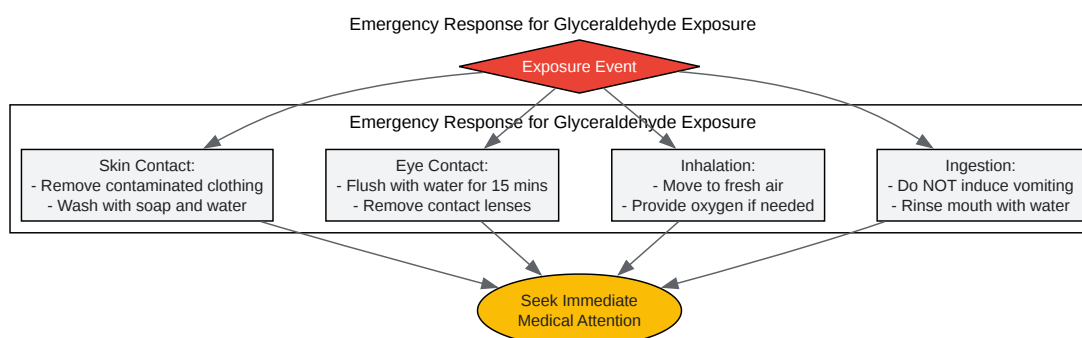 Emergency Response for Glyceraldehyde Exposure
Exposure Event
Emergency Response for Glyceraldehyde Exposure
Skin Contact:
- Remove contaminated clothing
- Wash with soap and water
Eye Contact:
- Flush with water for 15 mins
- Remove contact lenses
Inhalation:
- Move to fresh air
- Provide oxygen if needed
Ingestion:
- Do NOT induce vomiting
- Rinse mouth with water
Seek Immediate
Medical Attention